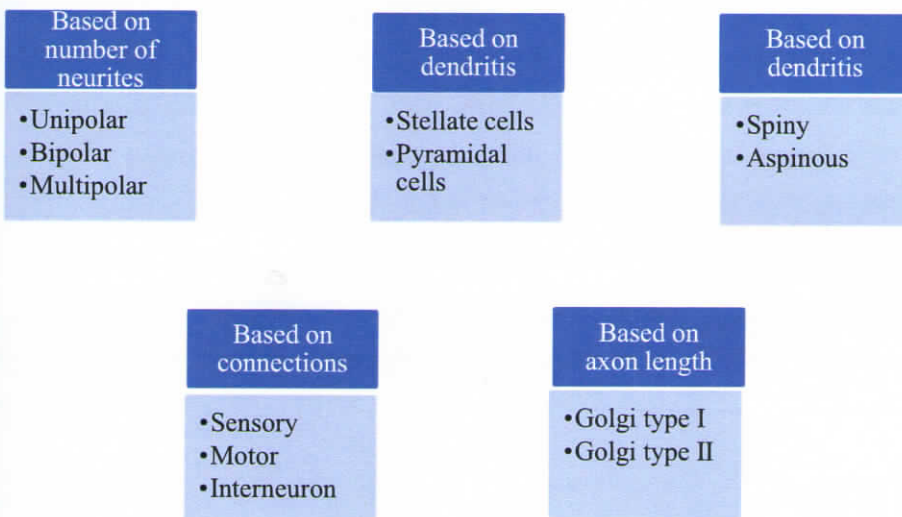 Based on
number of
neurites
•Unipolar
•Bipolar
•Multipolar
Based on
dendritis
•Stellate cells
•Pyramidal
cells
Based on
dendritis
•Spiny
•Aspinous
Based on
connections
•Sensory
•Motor
•Interneuron
Based on
axon length
•Golgi type I
•Golgi type II